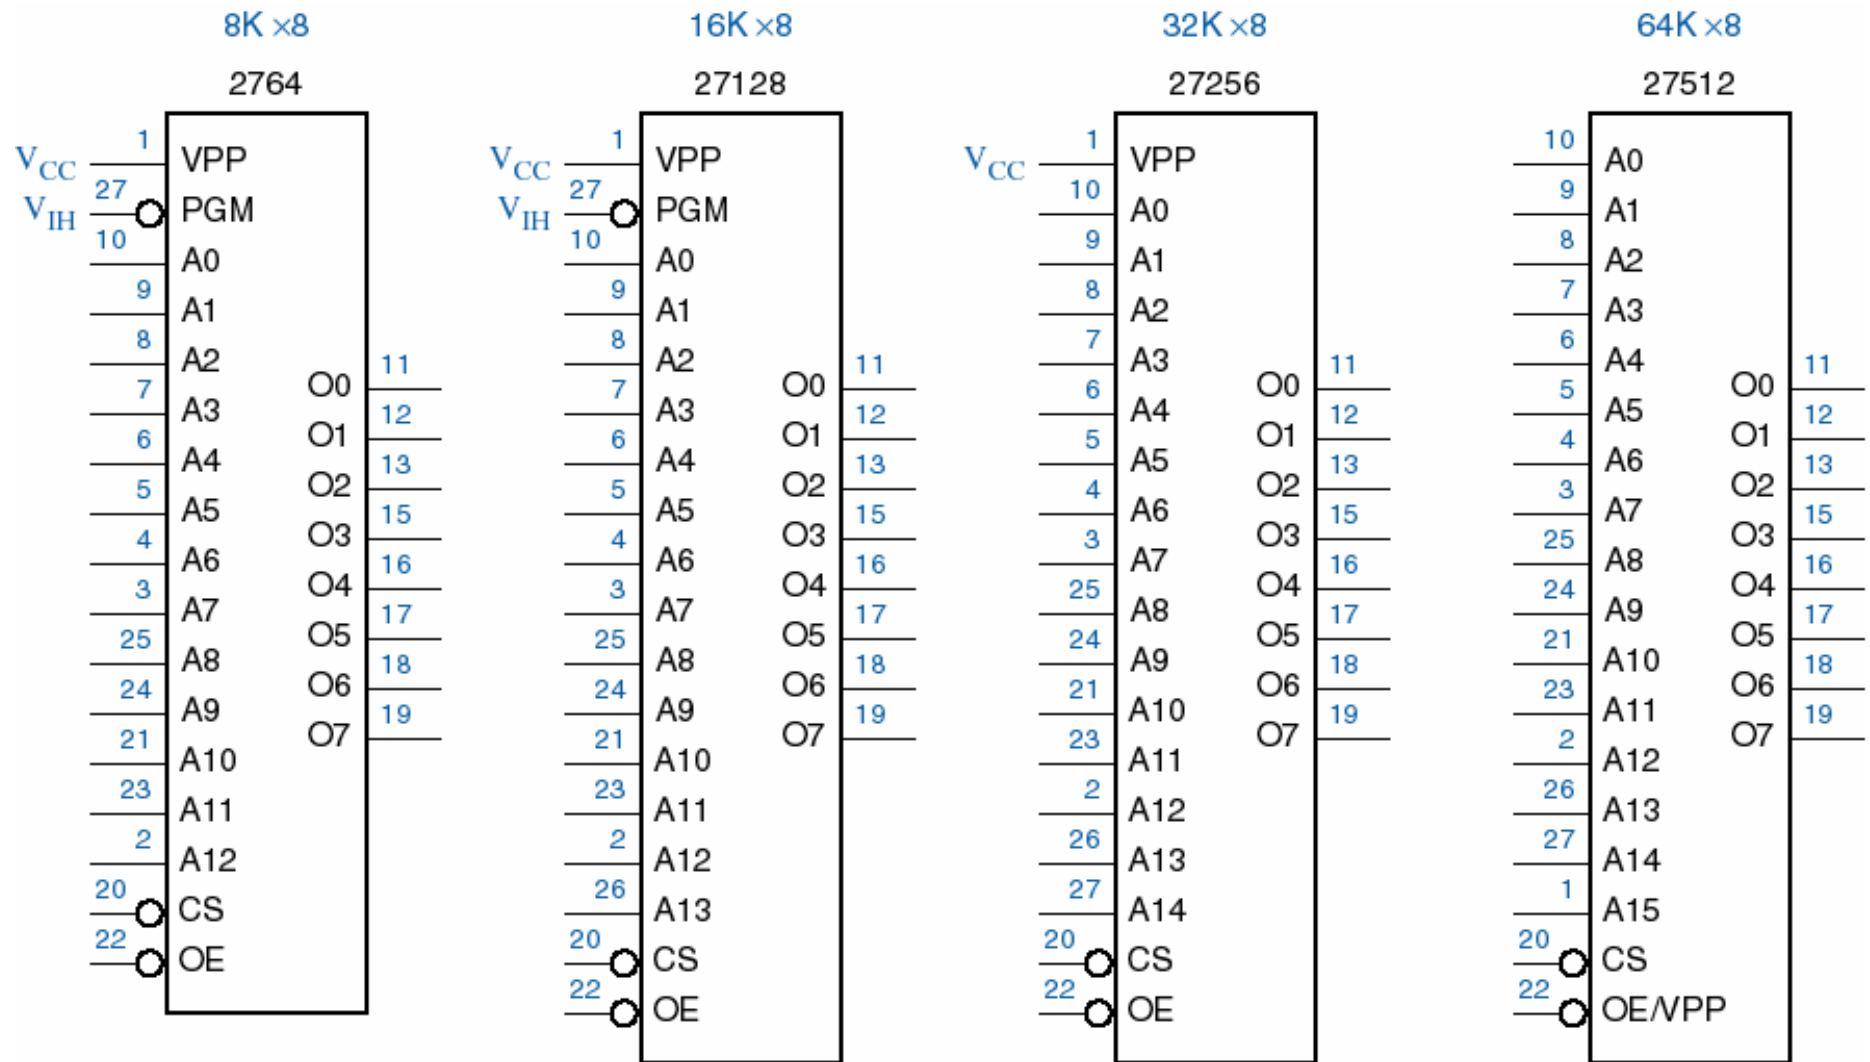 8K ×8
2764
1
VCC
VPP
27
VIH
PGM
10
A0
9
A1
8
A2
7
A3
6
A4
5
A5
4
A6
3
A7
25
A8
24
A9
21
A10
23
A11
2
A12
20
CS
22
OE
O0 11
O1 12
O2 13
O3 15
O4 16
O5 17
O6 18
O7 19
16K ×8
27128
1
VCC
VPP
27
VIH
PGM
10
A0
9
A1
8
A2
7
A3
6
A4
5
A5
4
A6
3
A7
25
A8
24
A9
21
A10
23
A11
2
A12
26
A13
20
CS
22
OE
O0 11
O1 12
O2 13
O3 15
O4 16
O5 17
O6 18
O7 19
32K ×8
27256
1
VCC
VPP
10
A0
9
A1
8
A2
7
A3
6
A4
5
A5
4
A6
3
A7
25
A8
24
A9
21
A10
23
A11
2
A12
26
A13
27
A14
20
CS
22
OE
O0 11
O1 12
O2 13
O3 15
O4 16
O5 17
O6 18
O7 19
64K ×8
27512
10
A0
9
A1
8
A2
7
A3
6
A4
5
A5
4
A6
3
A7
25
A8
24
A9
21
A10
23
A11
2
A12
26
A13
27
A14
1
A15
20
CS
22
OE/VPP
O0 11
O1 12
O2 13
O3 15
O4 16
O5 17
O6 18
O7 19